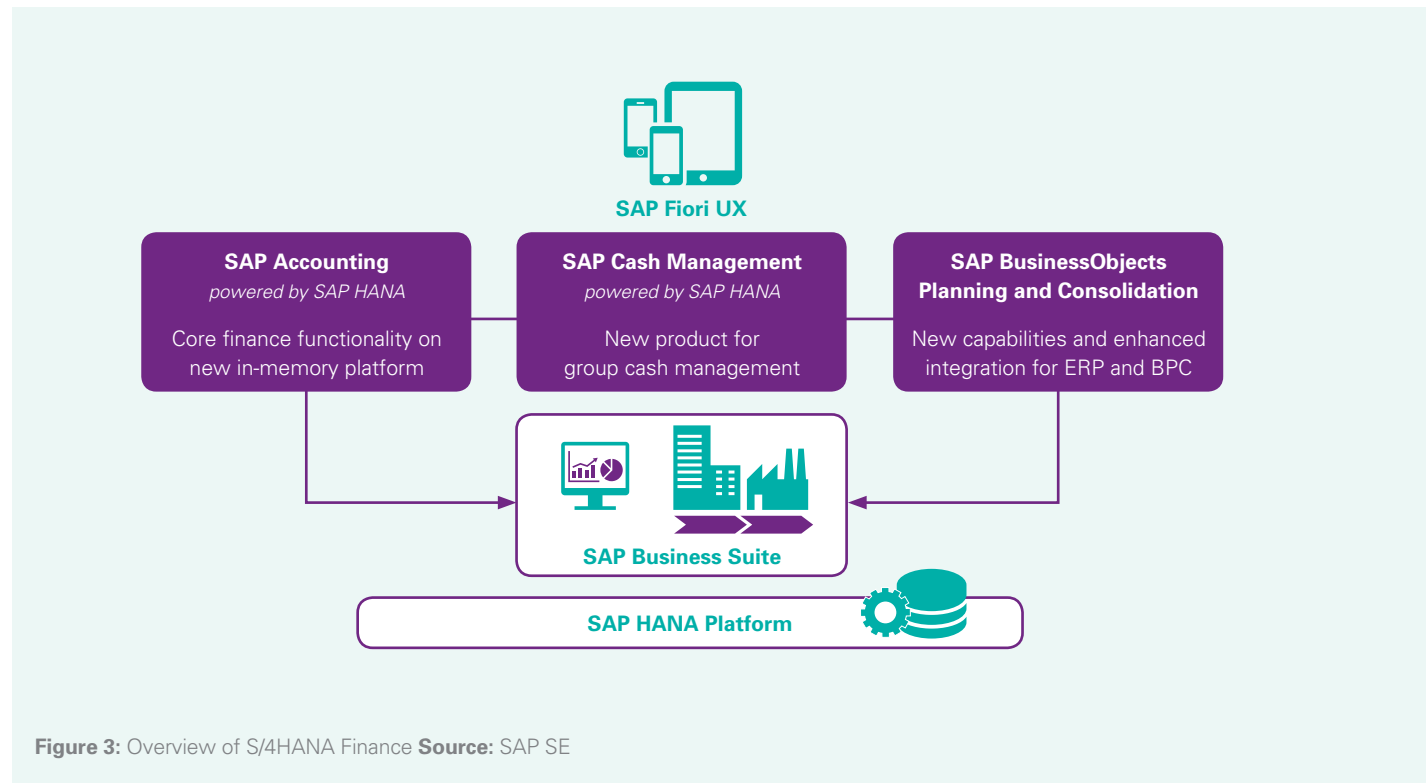 SAP Fiori UX
SAP Accounting
powered by SAP HANA
Core finance functionality on
new in-memory platform
SAP Cash Management
powered by SAP HANA
New product for
group cash management
SAP BusinessObjects
Planning and Consolidation
New capabilities and enhanced
integration for ERP and BPC
SAP Business Suite
SAP HANA Platform
Figure 3: Overview of S/4HANA Finance Source: SAP SE